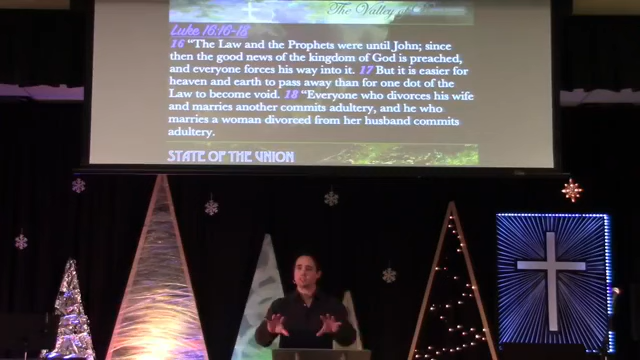 The Valley of
Luke 16:16-18
16 “The Law and the Prophets were until John; since
then the good news of the kingdom of God is preached,
and everyone forces his way into it. 17 But it is easier for
heaven and earth to pass away than for one dot of the
Law to become void. 18 “Everyone who divorces his wife
and marries another commits adultery, and he who
marries a woman divorced from her husband commits
adultery.
STATE OF THE UNION